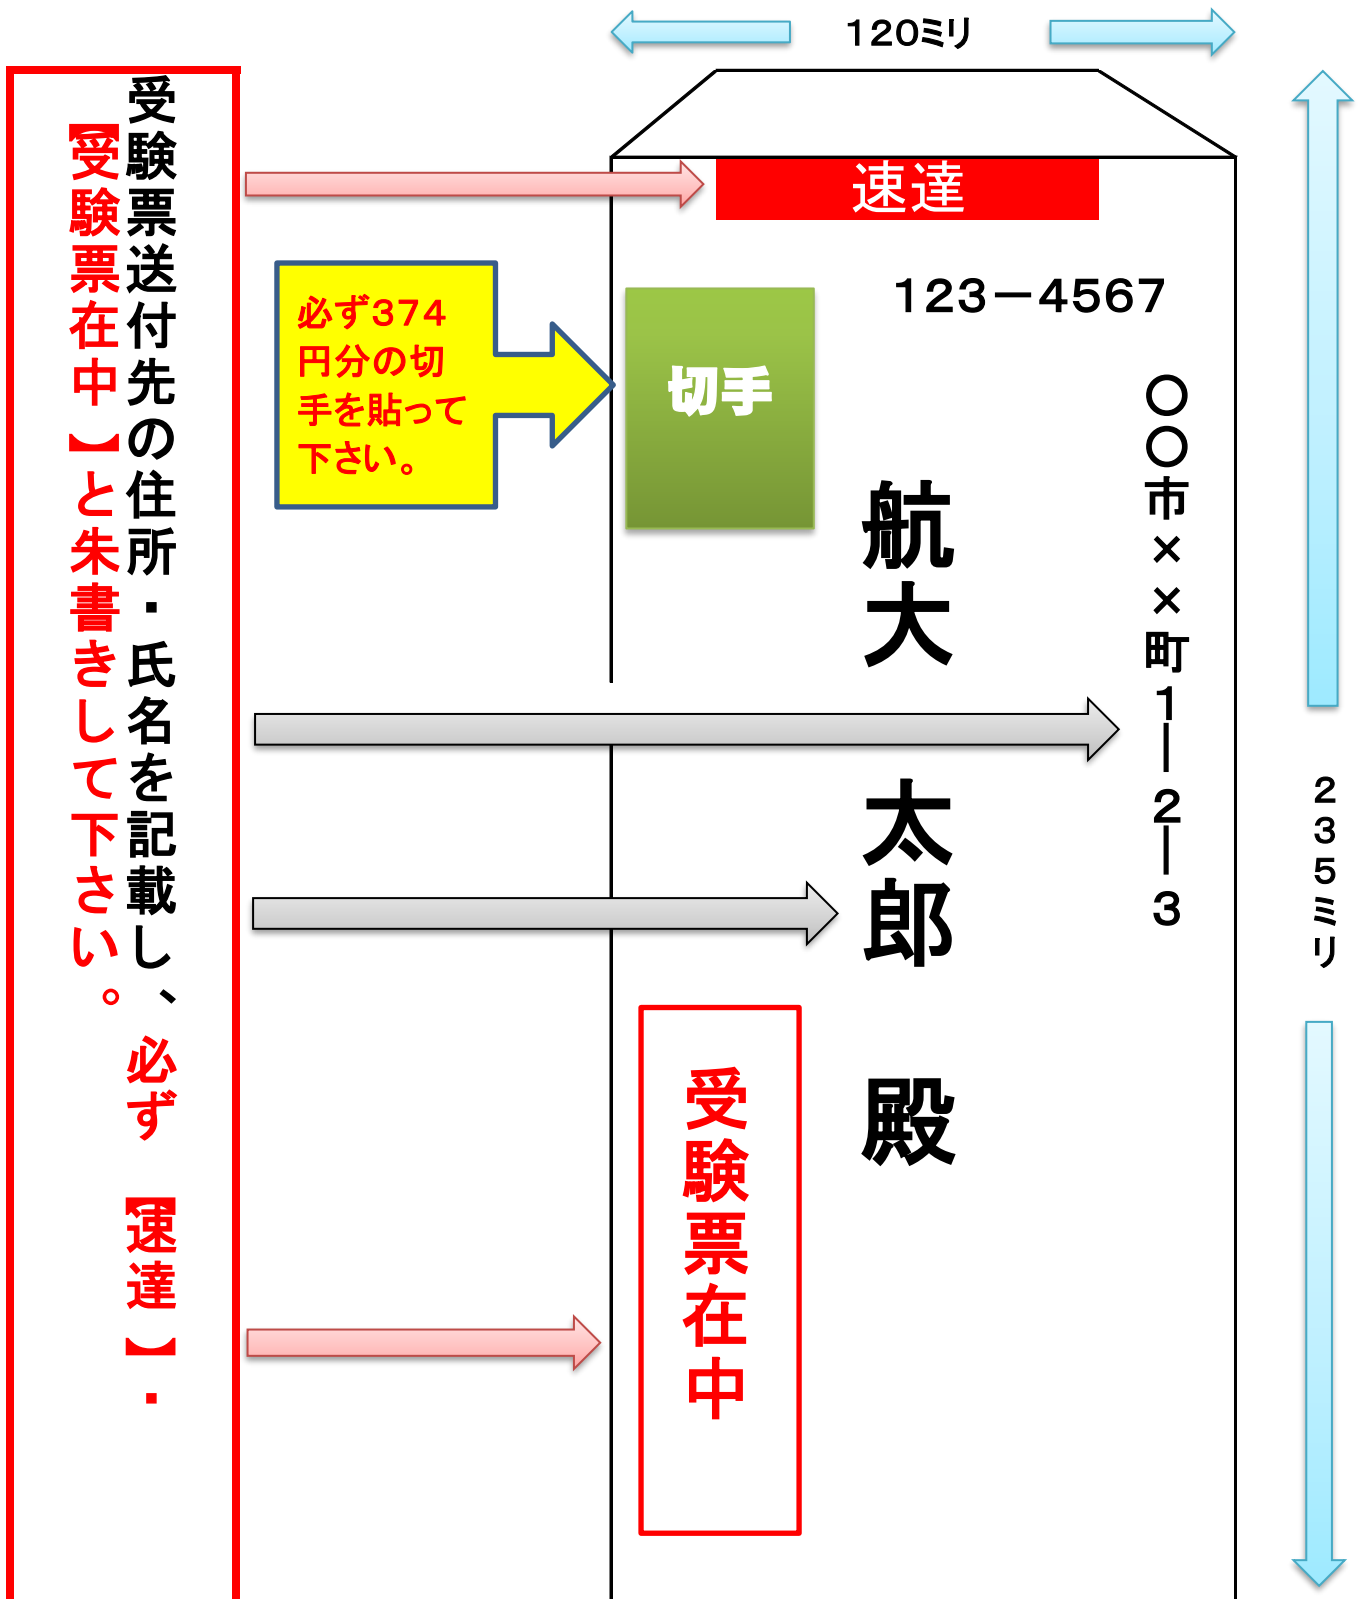 120ミリ
速達
123－4567
〇〇市××町1―2―3
航大　太郎　殿
切手
必ず374
円分の切
手を貼って
下さい。
受験票在中
235ミリ
受験票送付先の住所・氏名を記載し、必ず【速達】・
【受験票在中】と朱書きして下さい。